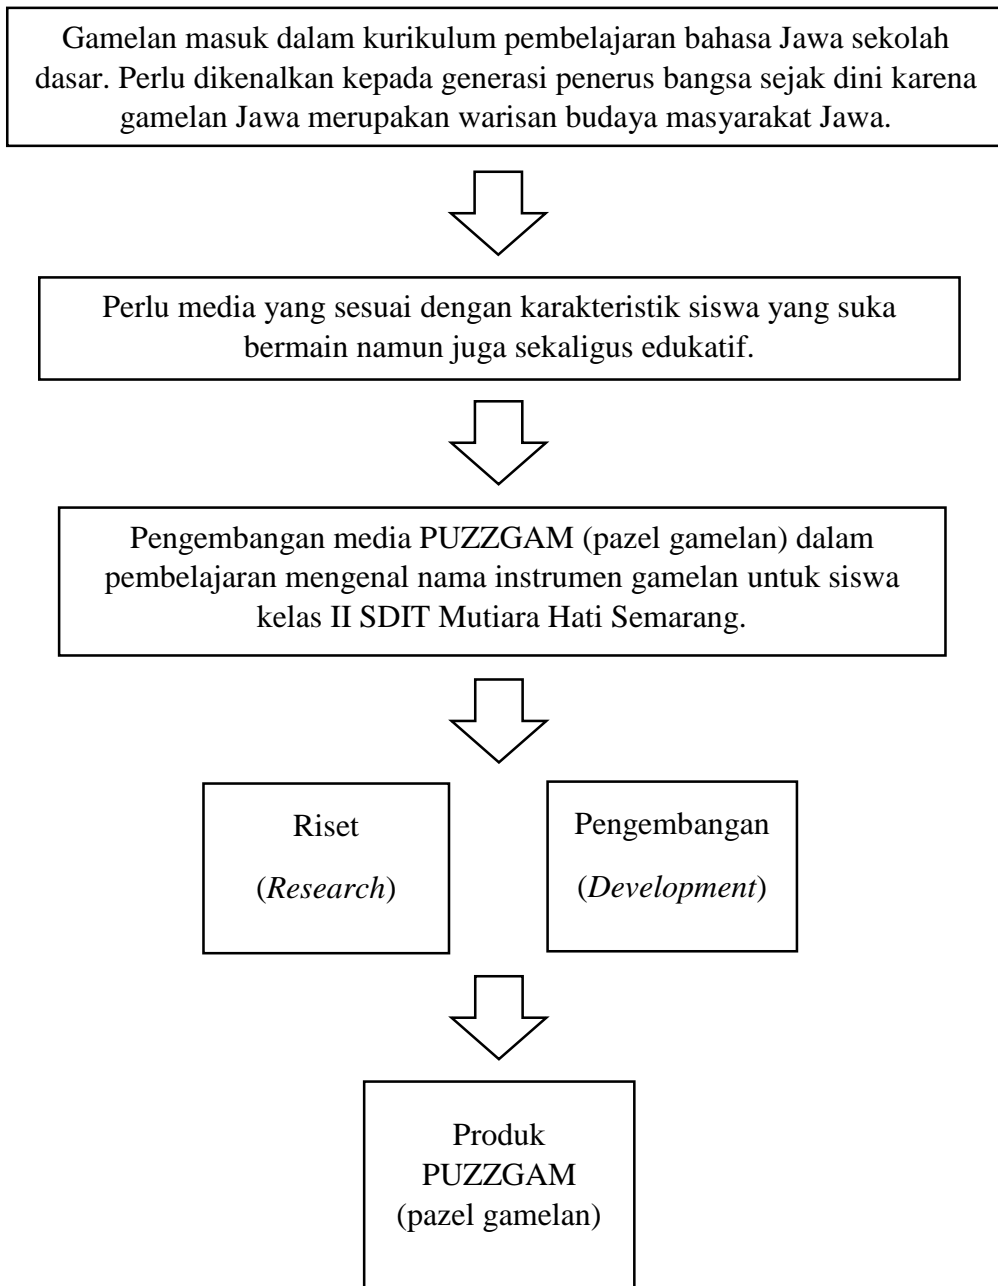 Gamelan masuk dalam kurikulum pembelajaran bahasa Jawa sekolah
dasar. Perlu dikenalkan kepada generasi penerus bangsa sejak dini karena
gamelan Jawa merupakan warisan budaya masyarakat Jawa.
Perlu media yang sesuai dengan karakteristik siswa yang suka
bermain namun juga sekaligus edukatif.
Pengembangan media PUZZGAM (pazel gamelan) dalam
pembelajaran mengenal nama instrumen gamelan untuk siswa
kelas II SDIT Mutiara Hati Semarang.
Riset
(Research)
Pengembangan
(Development)
Produk
PUZZGAM
(pazel gamelan)